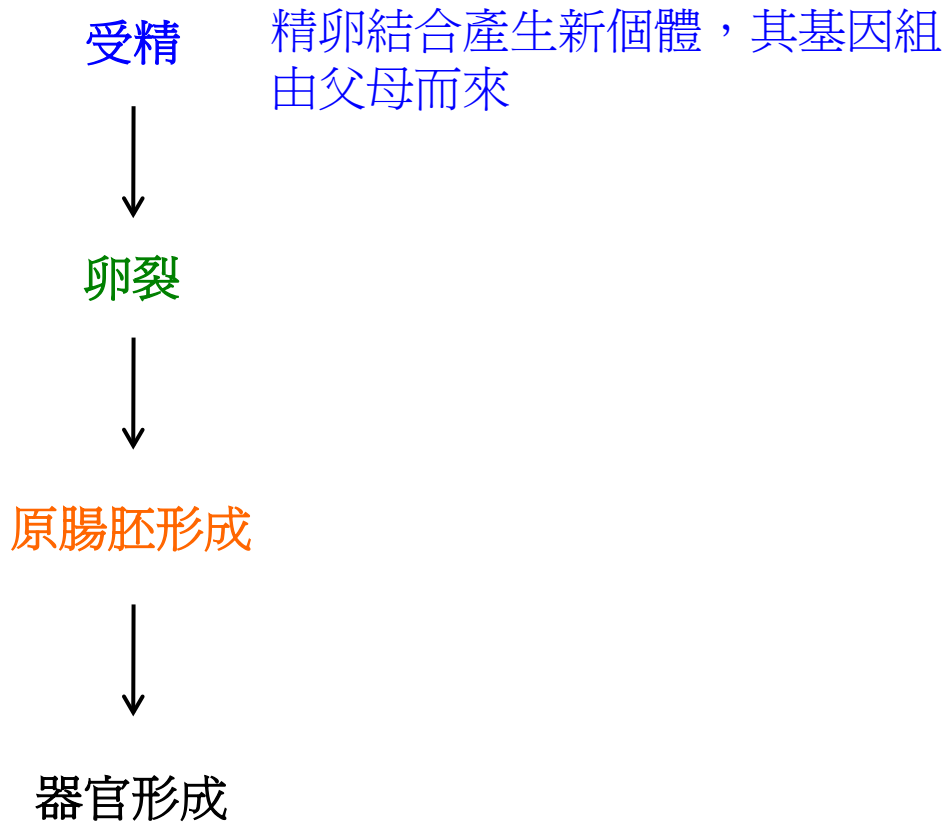 受精
精卵結合產生新個體，其基因組
由父母而來
卵裂
原腸胚形成
器官形成